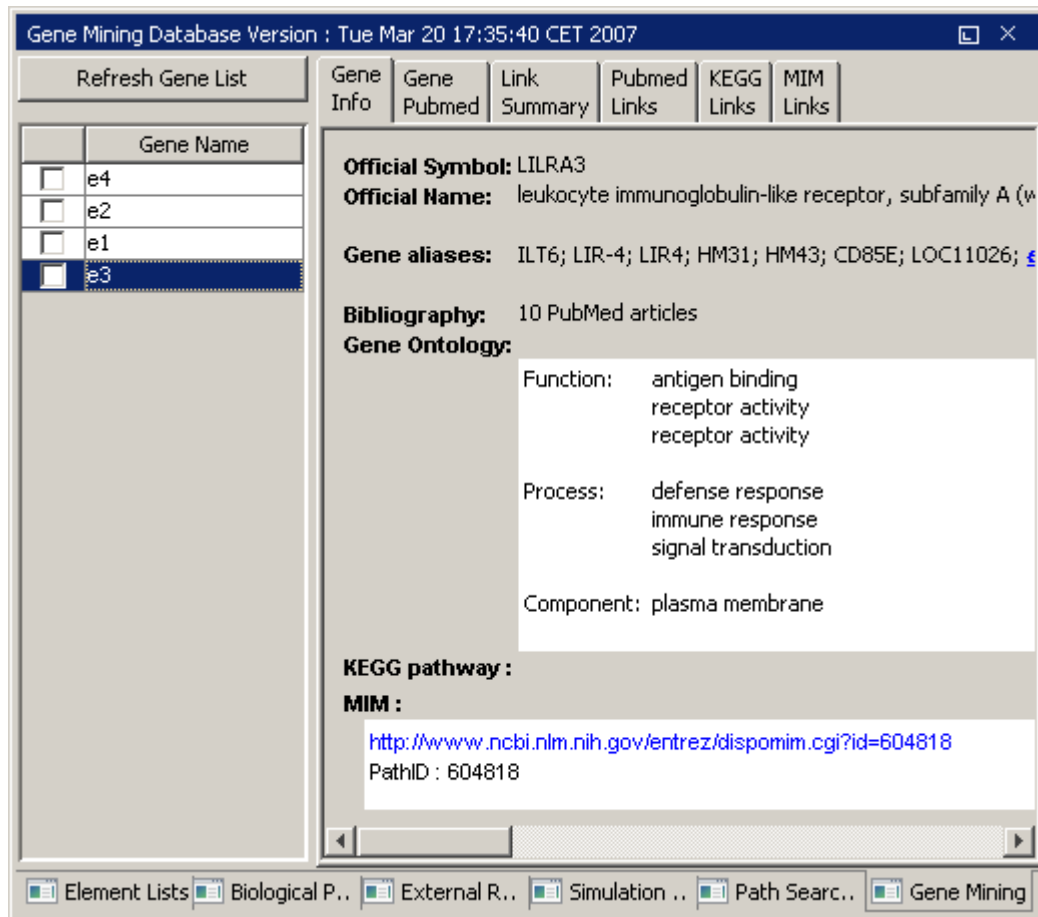 Gene Mining Database Version : Tue Mar 20 17:35:40 CET 2007
Refresh Gene List
Gene Info
Gene Pubmed
Link Summary
Pubmed Links
KEGG Links
MIM Links
Gene Name
e4
e2
e1
e3
Official Symbol: LILRA3
Official Name: leukocyte immunoglobulin-like receptor, subfamily A (w
Gene aliases: ILT6; LIR-4; LIR4; HM31; HM43; CD85E; LOC11026;
Bibliography: 10 PubMed articles
Gene Ontology:
Function: antigen binding
receptor activity
receptor activity
Process: defense response
immune response
signal transduction
Component: plasma membrane
KEGG pathway :
MIM :
http://www.ncbi.nlm.nih.gov/entrez/dispomim.cgi?id=604818
PathID : 604818
Element Lists
Biological P..
External R..
Simulation ..
Path Searc..
Gene Mining